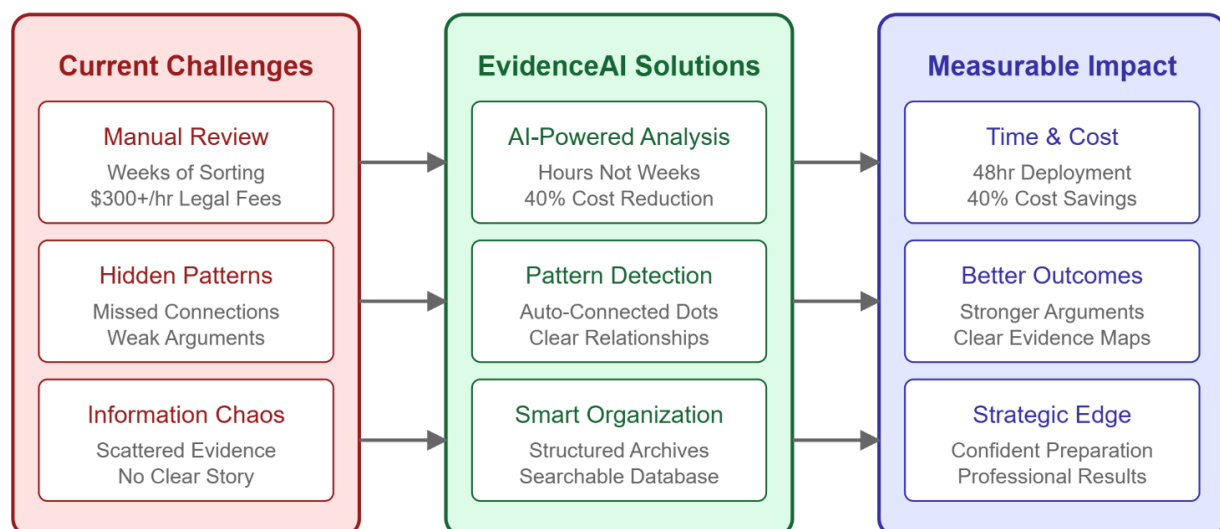 Current Challenges
Manual Review
Weeks of Sorting
$300+/hr Legal Fees
Hidden Patterns
Missed Connections
Weak Arguments
Information Chaos
Scattered Evidence
No Clear Story
EvidenceAI Solutions
AI-Powered Analysis
Hours Not Weeks
40% Cost Reduction
Pattern Detection
Auto-Connected Dots
Clear Relationships
Smart Organization
Structured Archives
Searchable Database
Measurable Impact
Time & Cost
48hr Deployment
40% Cost Savings
Better Outcomes
Stronger Arguments
Clear Evidence Maps
Strategic Edge
Confident Preparation
Professional Results